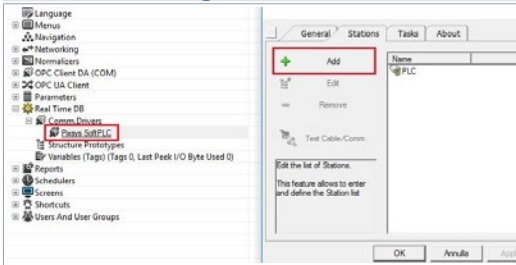 Language
Menus
Navigation
Networking
Normalizers
OPC Client DA (COM)
OPC UA Client
Parameters
Real Time DB
Comm.Drivers
Pixsys SoftPLC
Structure Prototypes
Variables (Tags) (Tags 0, Last Peek I/O Byte Used 0)
Reports
Schedulers
Screens
Shortcuts
Users And User Groups
General Stations Tasks About
Add
Edit
Remove
Test Cable/Comm.
Edit the list of Stations.
This feature allows to enter
and define the Station list
Name
PLC
OK Annulla Appl